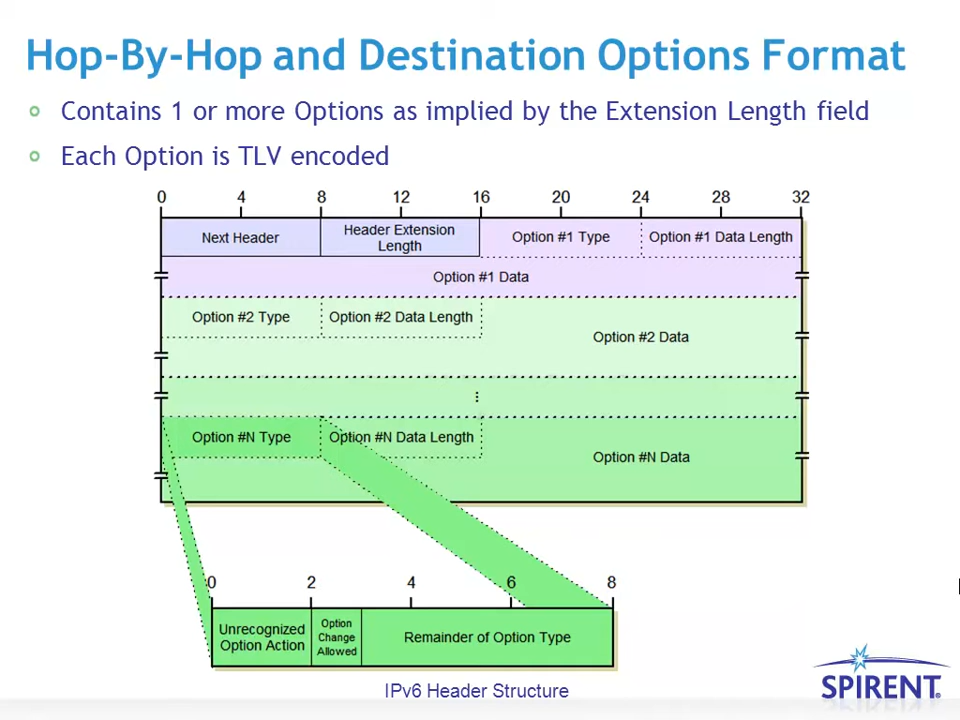 Hop-By-Hop and Destination Options Format
Contains 1 or more Options as implied by the Extension Length field
Each Option is TLV encoded
0 4 8 12 16 20 24 28 32
Next Header
Header Extension
Length
Option #1 Type
Option #1 Data Length
Option #1 Data
Option #2 Type
Option #2 Data Length
Option #2 Data
⋮
Option #N Type
Option #N Data Length
Option #N Data
0 2 4 6 8
Unrecognized
Option Action
Option
Change
Allowed
Remainder of Option Type
IPv6 Header Structure
SPIRENT®